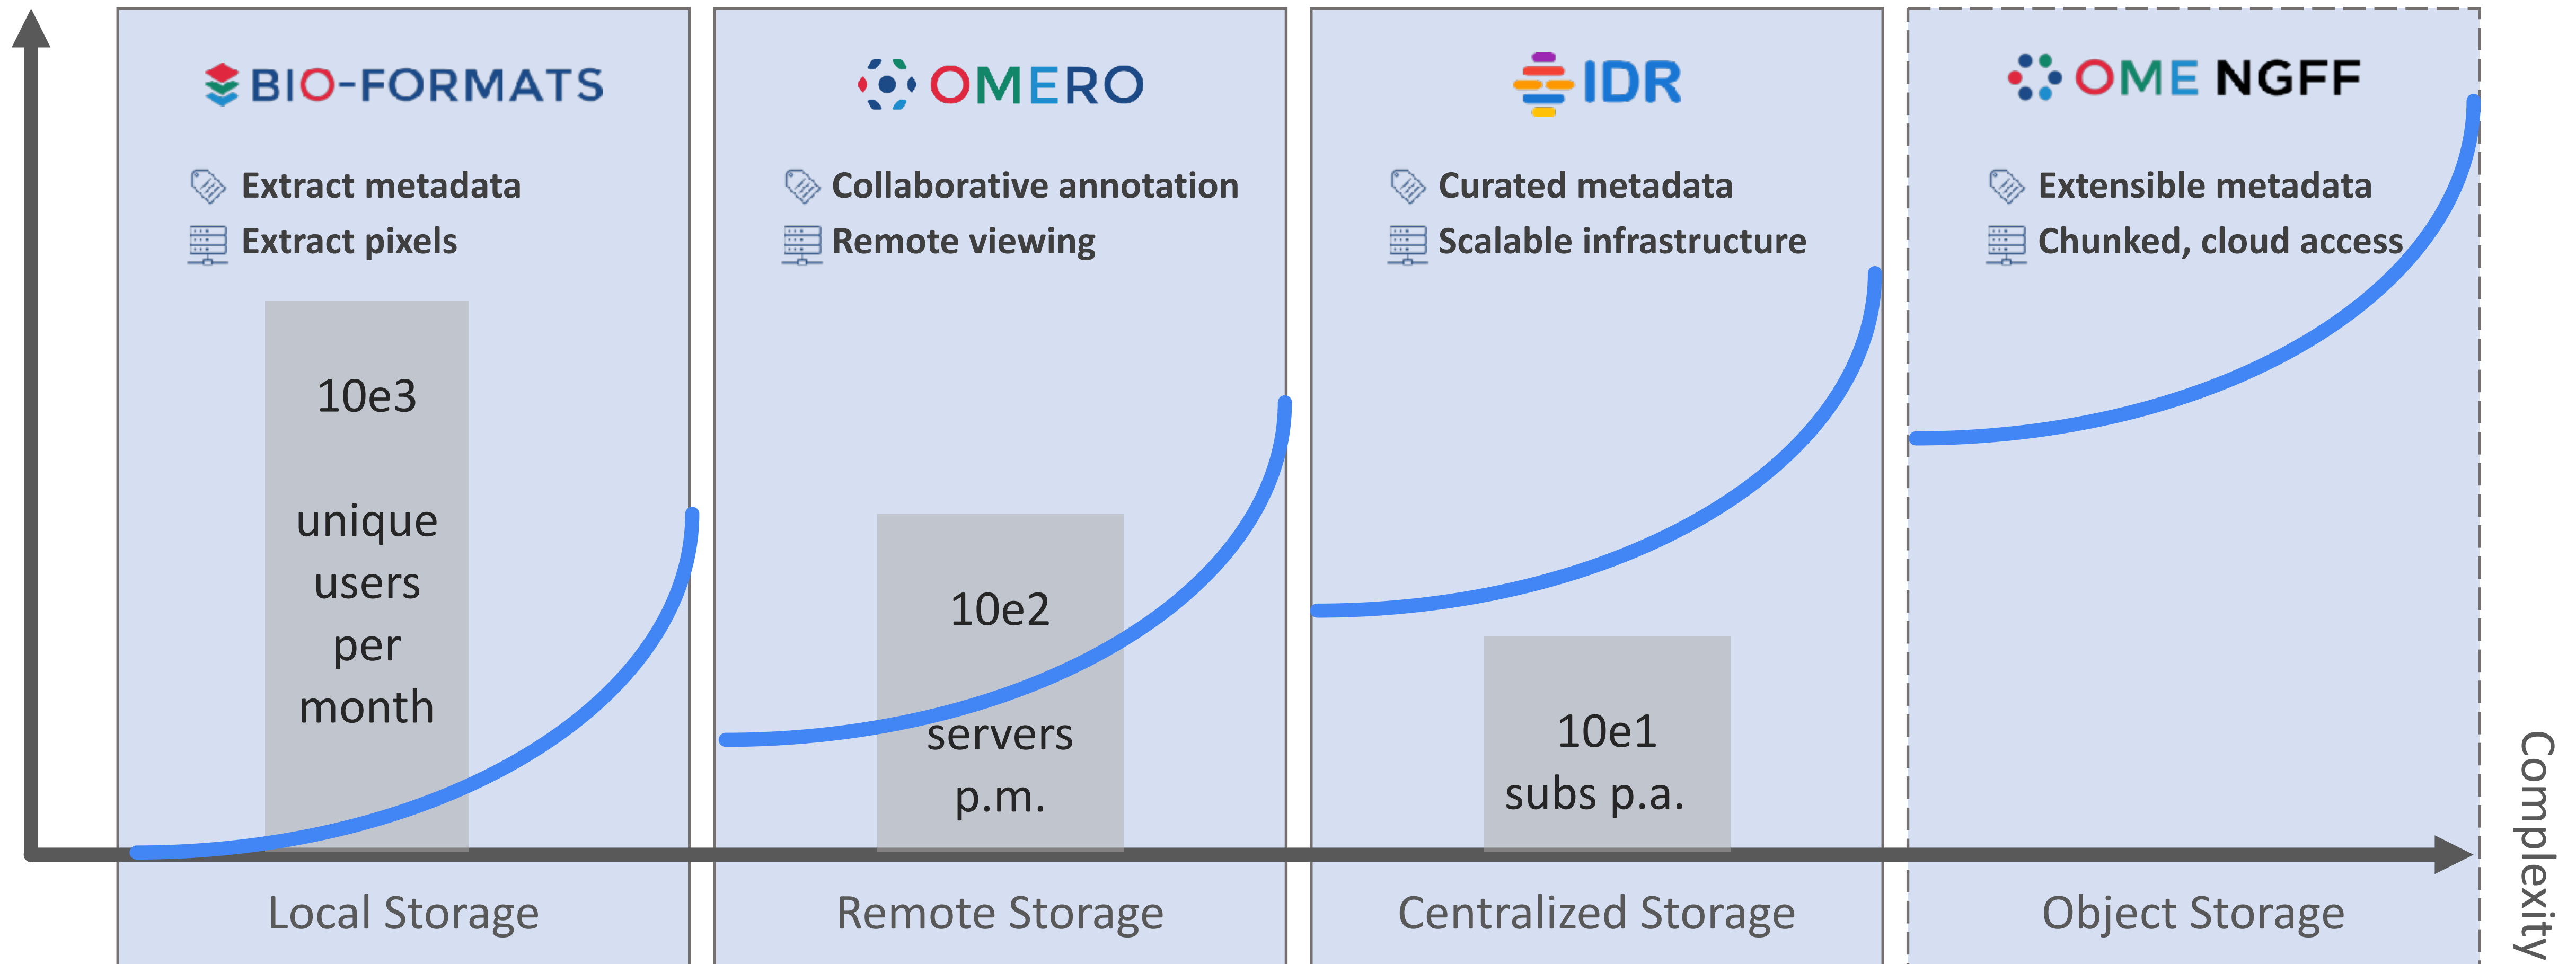 BIO-FORMATS
Extract metadata
Extract pixels
10e3
unique
users
per
month
Local Storage
OMERO
Collaborative annotation
Remote viewing
10e2
servers
p.m.
Remote Storage
IDR
Curated metadata
Scalable infrastructure
10e1
subs p.a.
Centralized Storage
OME NGFF
Extensible metadata
Chunked, cloud access
Object Storage
Complexity